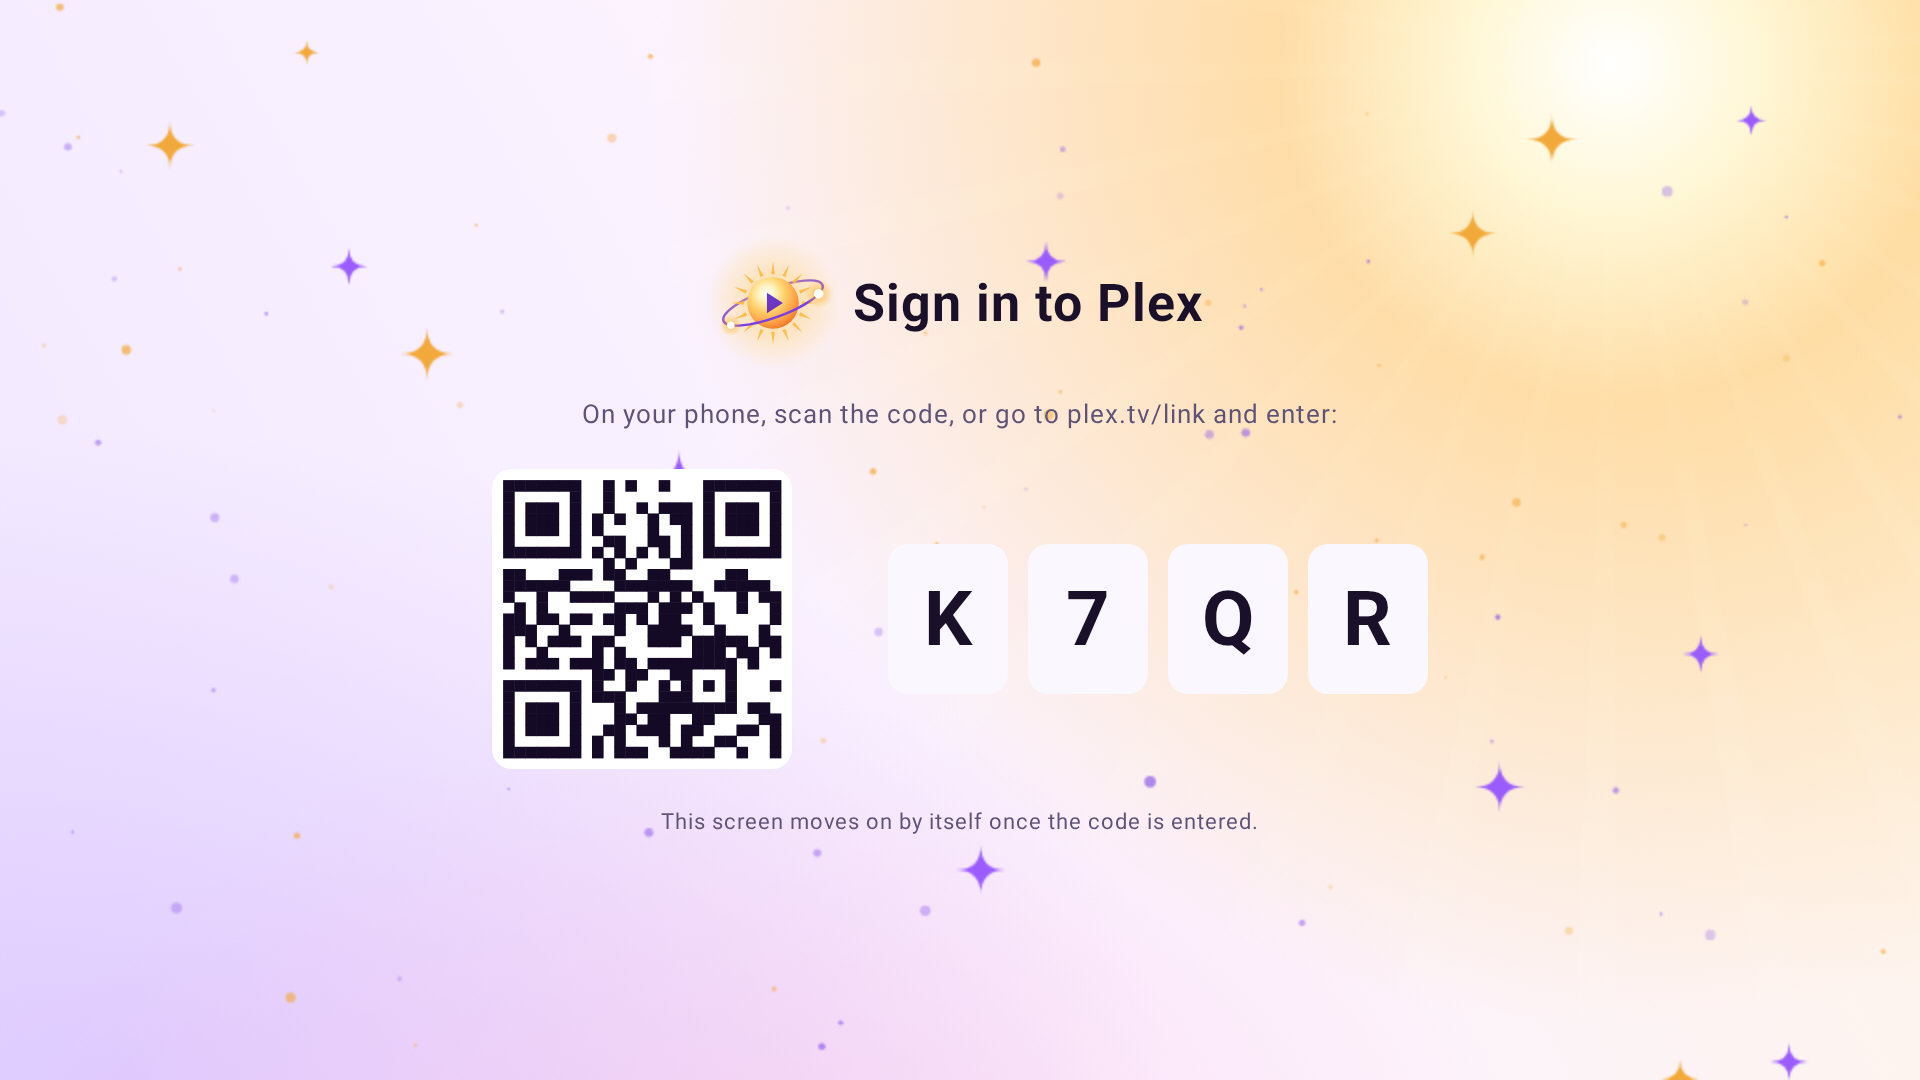 Sign in to Plex
On your phone, scan the code, or go to plex.tv/link and enter:
K 7 Q R
This screen moves on by itself once the code is entered.